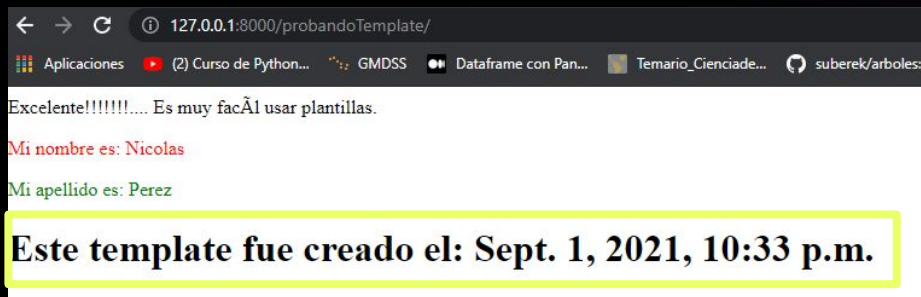 127.0.0.1:8000/probandoTemplate/
Aplicaciones (2) Curso de Python... GMDSS Dataframe con Pan... Temario_Cienciade... suberek/arboles:
Excelente!!!!!!!.... Es muy facÃl usar plantillas.
Mi nombre es: Nicolas
Mi apellido es: Perez
Este template fue creado el: Sept. 1, 2021, 10:33 p.m.